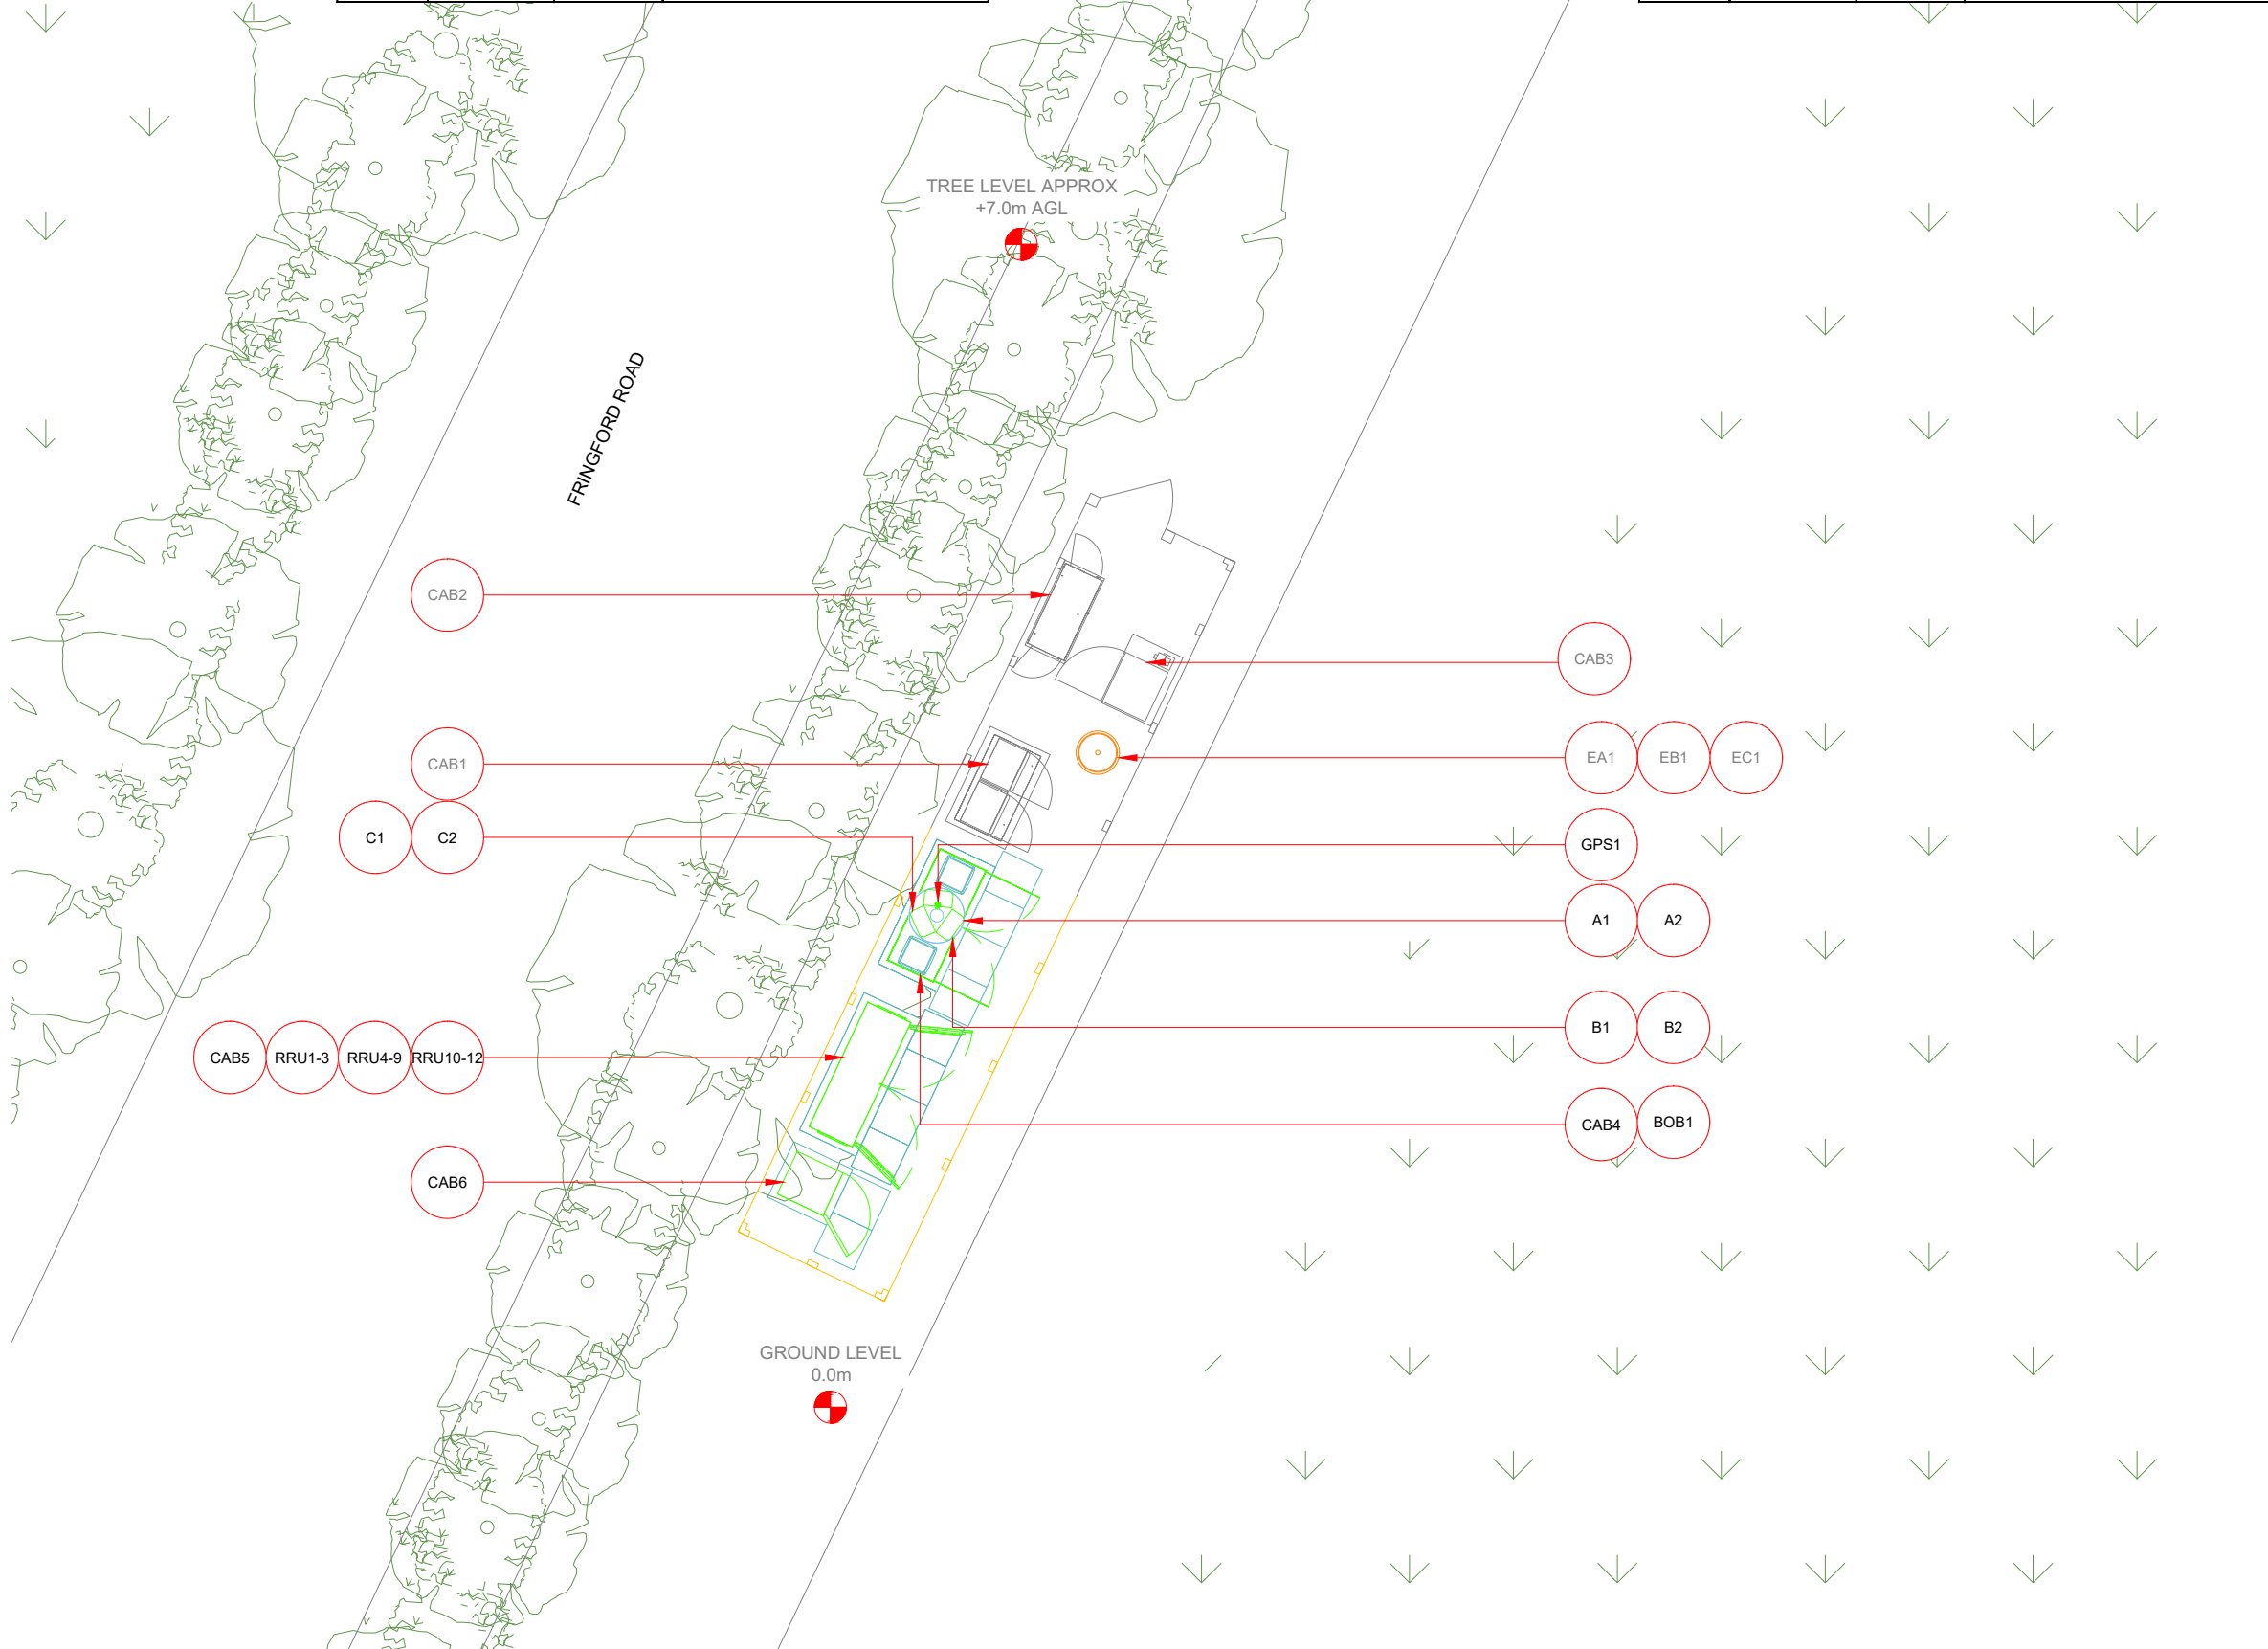 TREE LEVEL APPROX
+7.0m AGL
FRINGFORD ROAD
CAB2
CAB3
CAB1
EA1 EB1 EC1
C1 C2
GPS1
A1 A2
B1 B2
CAB5 RRU1-3 RRU4-9 RRU10-12
CAB4 BOB1
CAB6
GROUND LEVEL
0.0m